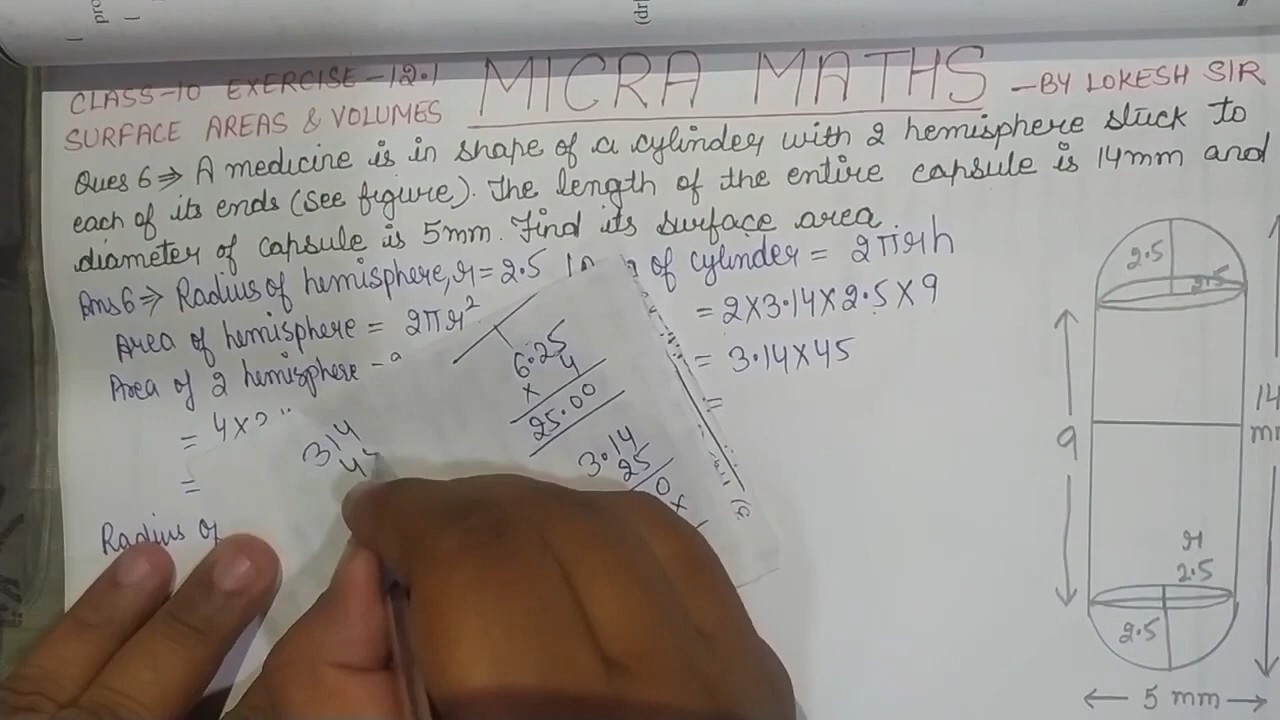 CLASS-10 EXERCISE-12.1
SURFACE AREAS & VOLUMES
MICRA MATHS
-BY LOKESH SIR
Ques 6⇒ A medicine is in shape of a cylinder with 2 hemisphere stuck to
each of its ends (see figure). The length of the entire capsule is 14mm and
diameter of capsule is 5mm. Find its surface area.
Ans 6⇒ Radius of hemisphere, r = 2.5
of cylinder = 2πrh
Area of hemisphere = 2πr²
= 2×3.14×2.5×9
Area of 2 hemisphere -
= 3.14×45
= 4×3
=
=
Radius of
6.25
× 4
25.00
3.14
25
0 ×
314
4
2.5
2.5
9
14
mm
r
2.5
2.5
← 5 mm →